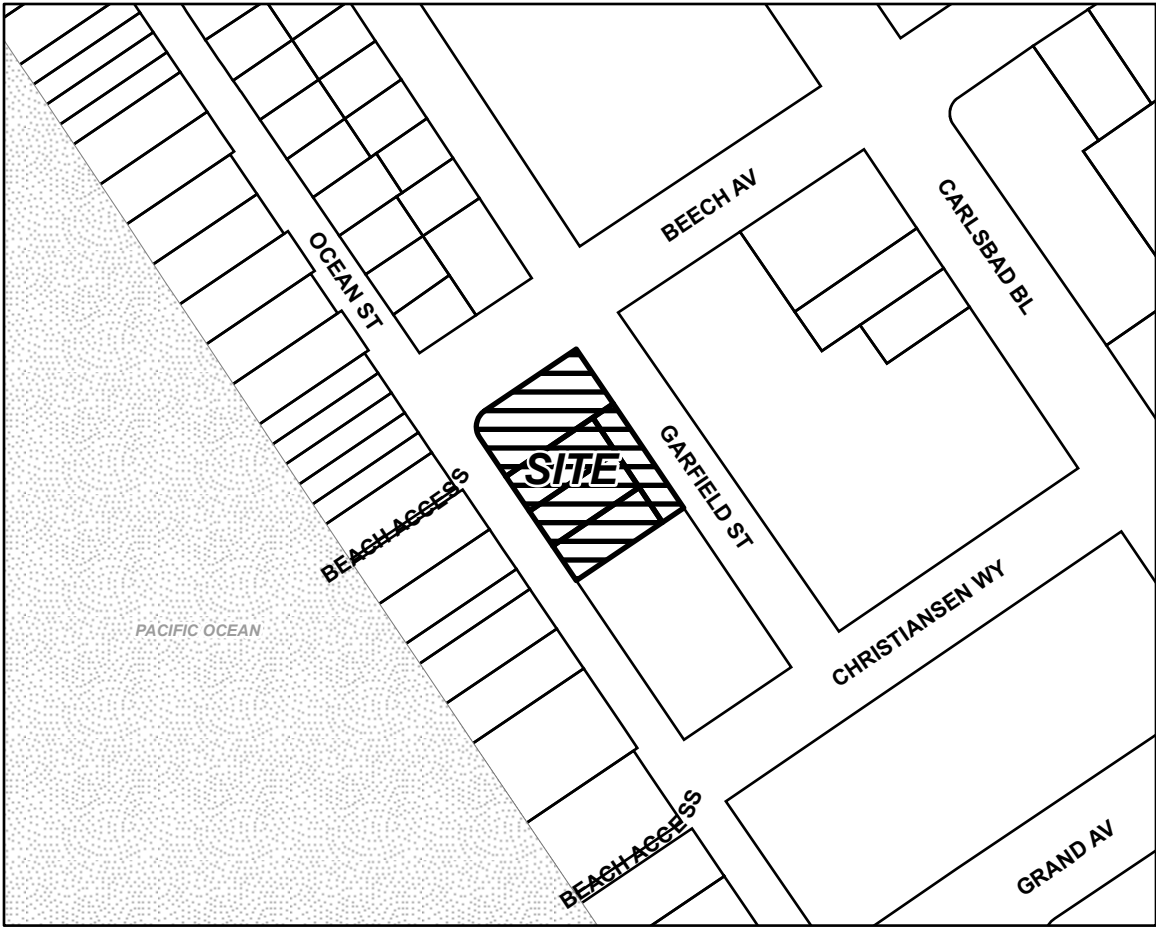 BEECH AV
CARLSBAD BL
OCEAN ST
SITE
GARFIELD ST
BEACH ACCESS
PACIFIC OCEAN
CHRISTIANSEN WY
BEACH ACCESS
GRAND AV